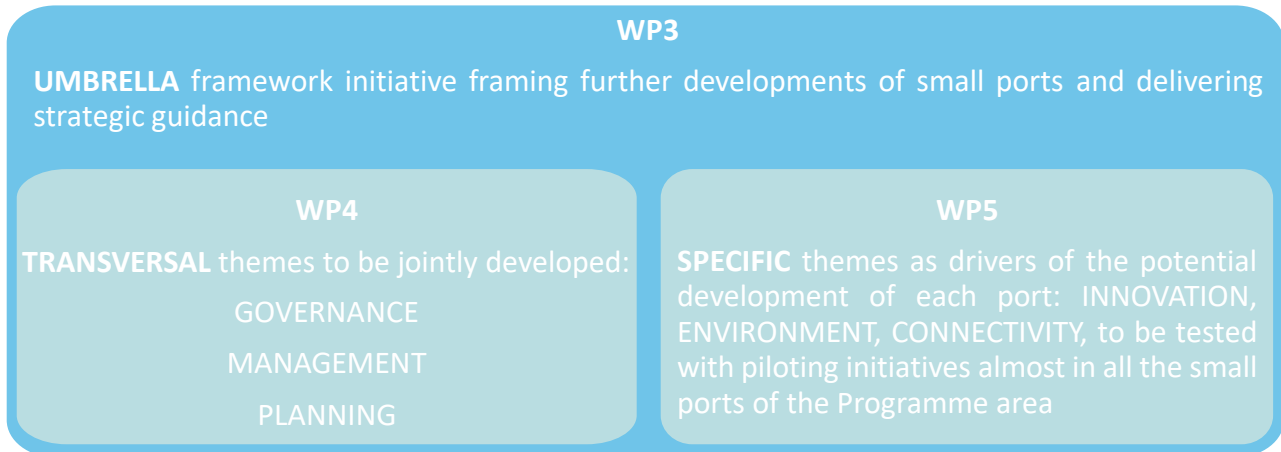 WP3
UMBRELLA framework initiative framing further developments of small ports and delivering
strategic guidance
WP4
TRANSVERSAL themes to be jointly developed:
GOVERNANCE
MANAGEMENT
PLANNING
WP5
SPECIFIC themes as drivers of the potential
development of each port: INNOVATION,
ENVIRONMENT, CONNECTIVITY, to be tested
with piloting initiatives almost in all the small
ports of the Programme area